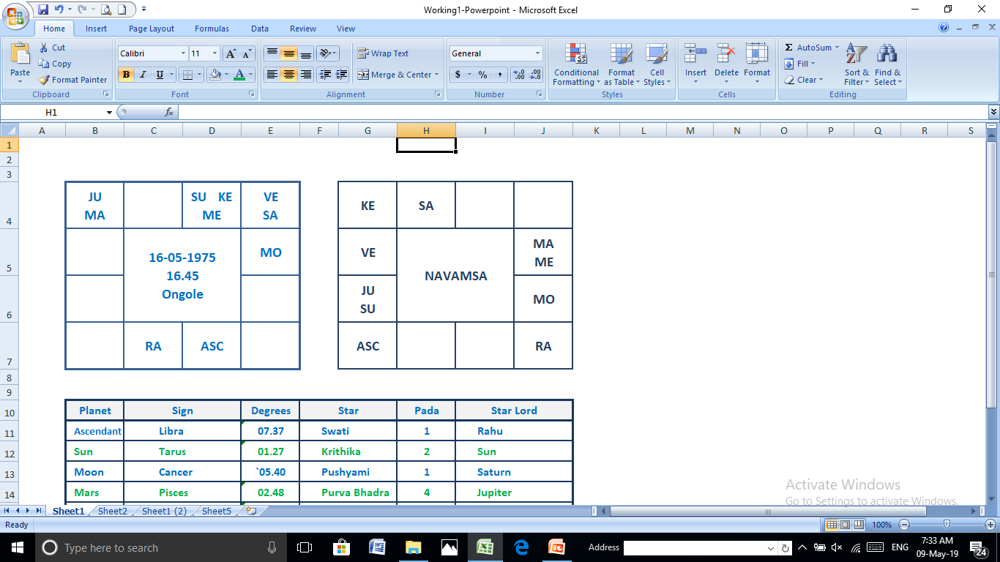 Working1-Powerpoint - Microsoft Excel
Home Insert Page Layout Formulas Data Review View
Paste
Cut
Copy
Format Painter
Clipboard
Calibri 11
B I U
Font
Wrap Text
Merge & Center
Alignment
General
$ % ,
Number
Conditional Formatting
Format as Table
Cell Styles
Styles
Insert Delete Format
Cells
AutoSum
Fill
Clear
Sort & Filter
Find & Select
Editing
H1 fx
A B C D E F G H I J K L M N O P Q R S
1
2
3
4
5
6
7
8
9
10
11
12
13
14
JU
MA
SU KE
ME
VE
SA
16-05-1975
16.45
Ongole
MO
RA ASC
KE SA
VE
NAVAMSA
MA
ME
JU
SU
MO
ASC RA
Planet Sign Degrees Star Pada Star Lord
Ascendant Libra 07.37 Swati 1 Rahu
Sun Tarus 01.27 Krithika 2 Sun
Moon Cancer `05.40 Pushyami 1 Saturn
Mars Pisces 02.48 Purva Bhadra 4 Jupiter
Activate Windows
Go to Settings to activate Windows.
Sheet1 Sheet2 Sheet1 (2) Sheet5
Ready 100%
Type here to search
Address
ENG
7:33 AM
09-May-19
24